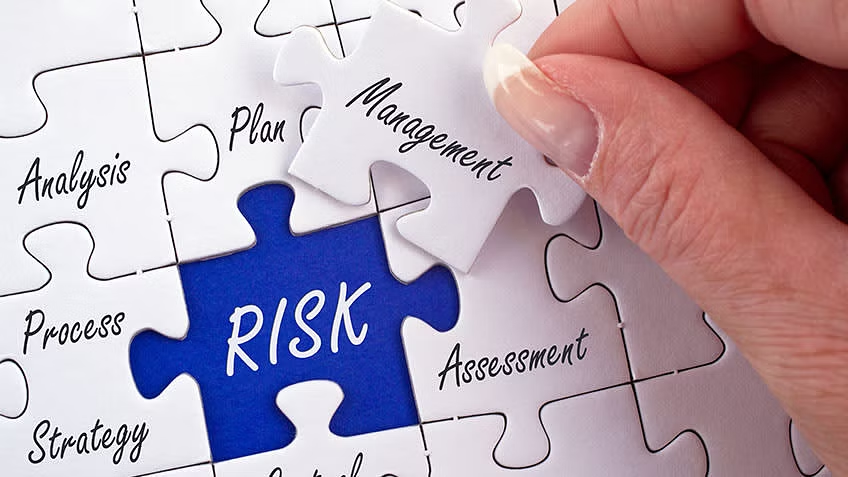 Management
Plan
Analysis
RISK
Process
Assessment
Strategy